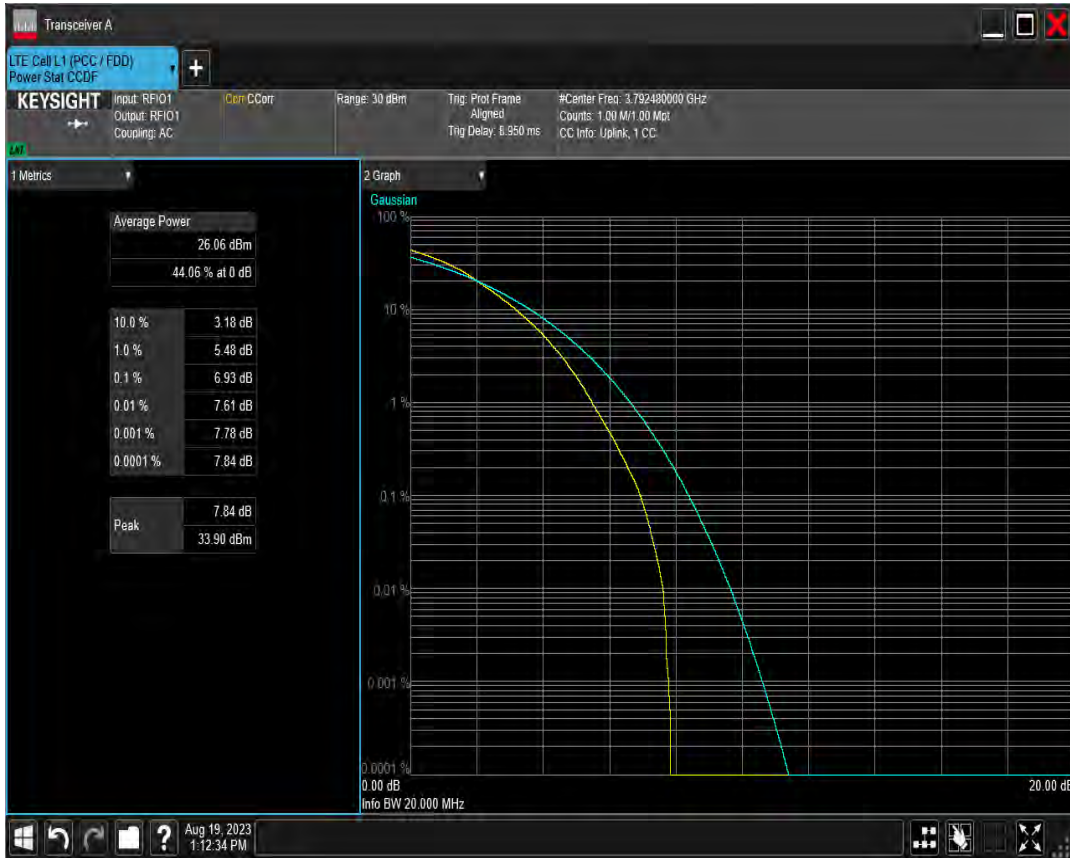 Transceiver A
LTE Cell L1 (PCC / FDD)
Power Stat CCDF
+
KEYSIGHT
Input: RFIO1
Output: RFIO1
Coupling: AC
Corr CCorr
Range: 30 dBm
Trig: Prot Frame
Aligned
Trig Delay: 8.950 ms
#Center Freq: 3.792480000 GHz
Counts: 1.00 M/1.00 Mpt
CC Info: Uplink, 1 CC
1 Metrics
Average Power
26.06 dBm
44.06 % at 0 dB
10.0 % 3.18 dB
1.0 % 5.48 dB
0.1 % 6.93 dB
0.01 % 7.61 dB
0.001 % 7.78 dB
0.0001 % 7.84 dB
Peak 7.84 dB
33.90 dBm
2 Graph
Gaussian
100 %
10 %
1 %
0.1 %
0.01 %
0.001 %
0.0001 %
0.00 dB 20.00 dB
Info BW 20.000 MHz
? Aug 19, 2023
1:12:34 PM